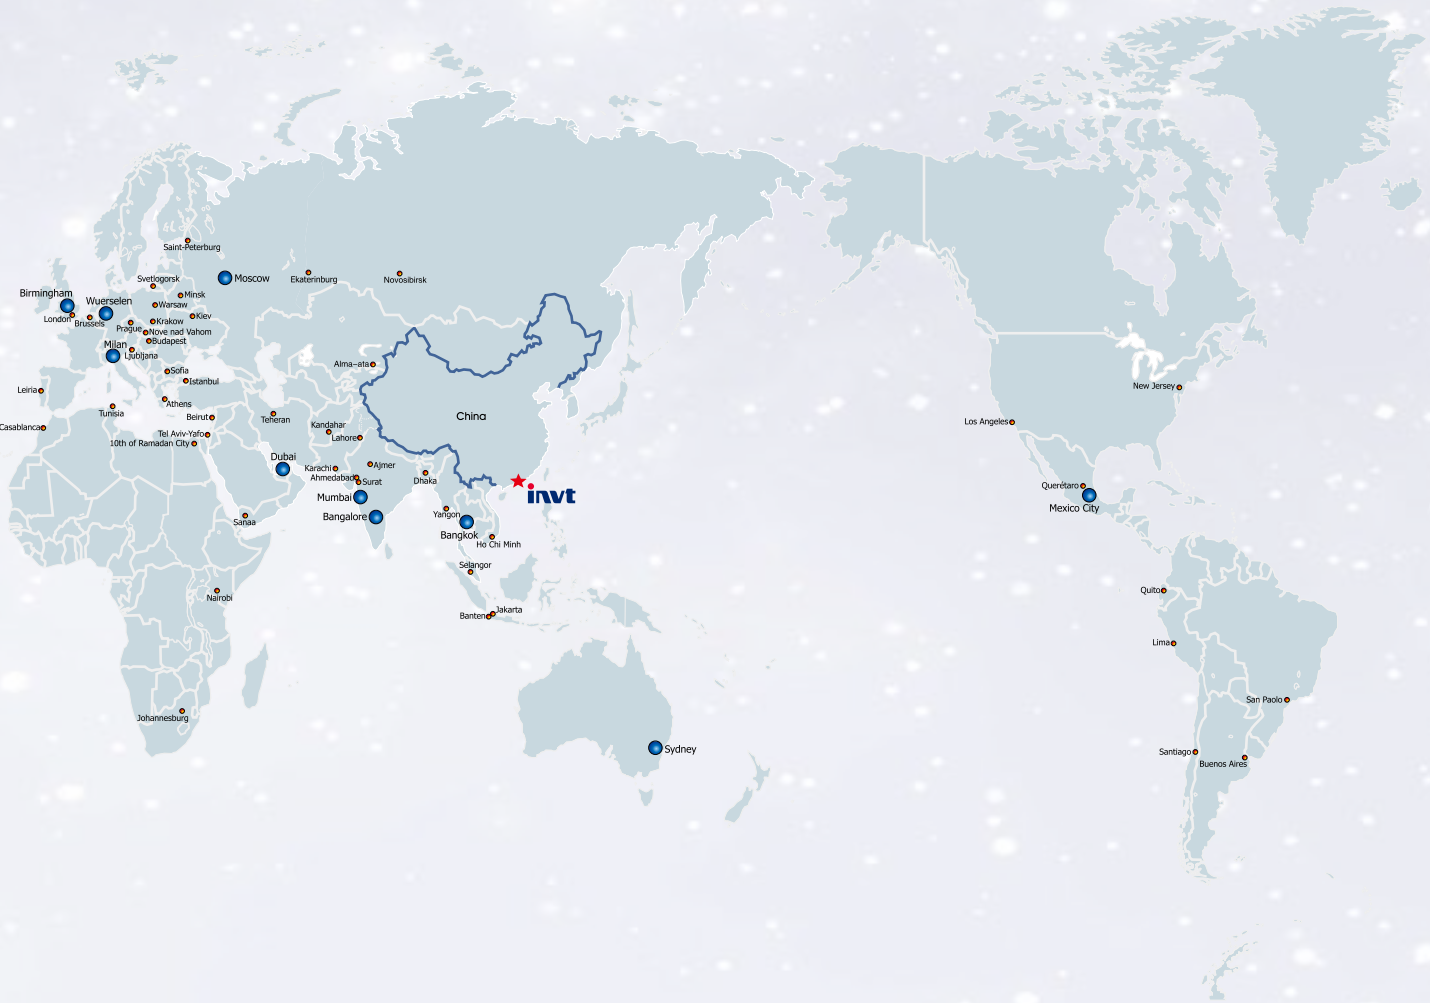 Saint-Peterburg
Moscow
Ekaterinburg
Novosibirsk
Svetlogorsk
Birmingham
Wuerselen
Minsk
Warsaw
London
Brussels
Prague
Krakow
Kiev
Nove nad Vahom
Milan
Budapest
Ljubljana
Alma-ata
Sofia
Istanbul
Leiria
Athens
Tunisia
Beirut
Teheran
China
New Jersey
Casablanca
Tel Aviv-Yafo
Kandahar
Lahore
Los Angeles
10th of Ramadan City
Dubai
Karachi
Ajmer
Ahmedabad
Surat
Dhaka
Querétaro
Mumbai
invt
Mexico City
Sanaa
Bangalore
Yangon
Bangkok
Ho Chi Minh
Selangor
Nairobi
Quito
Jakarta
Banten
Lima
San Paolo
Johannesburg
Sydney
Santiago
Buenos Aires